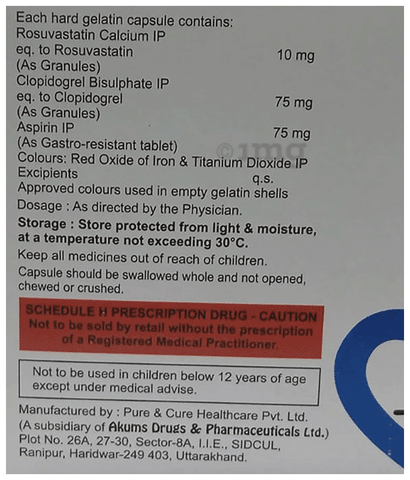 Each hard gelatin capsule contains:
Rosuvastatin Calcium IP
eq. to Rosuvastatin 10 mg
(As Granules)
Clopidogrel Bisulphate IP
eq. to Clopidogrel 75 mg
(As Granules)
Aspirin IP 75 mg
(As Gastro-resistant tablet)
©1mg
Colours: Red Oxide of Iron & Titanium Dioxide IP
Excipients q.s.
Approved colours used in empty gelatin shells
Dosage : As directed by the Physician.
Storage : Store protected from light & moisture,
at a temperature not exceeding 30°C.
Keep all medicines out of reach of children.
Capsule should be swallowed whole and not opened,
chewed or crushed.
SCHEDULE H PRESCRIPTION DRUG - CAUTION
Not to be sold by retail without the prescription
of a Registered Medical Practitioner.
Not to be used in children below 12 years of age
except under medical advise.
Manufactured by : Pure & Cure Healthcare Pvt. Ltd.
(A subsidiary of Akums Drugs & Pharmaceuticals Ltd.)
Plot No. 26A, 27-30, Sector-8A, I.I.E., SIDCUL,
Ranipur, Haridwar-249 403, Uttarakhand.